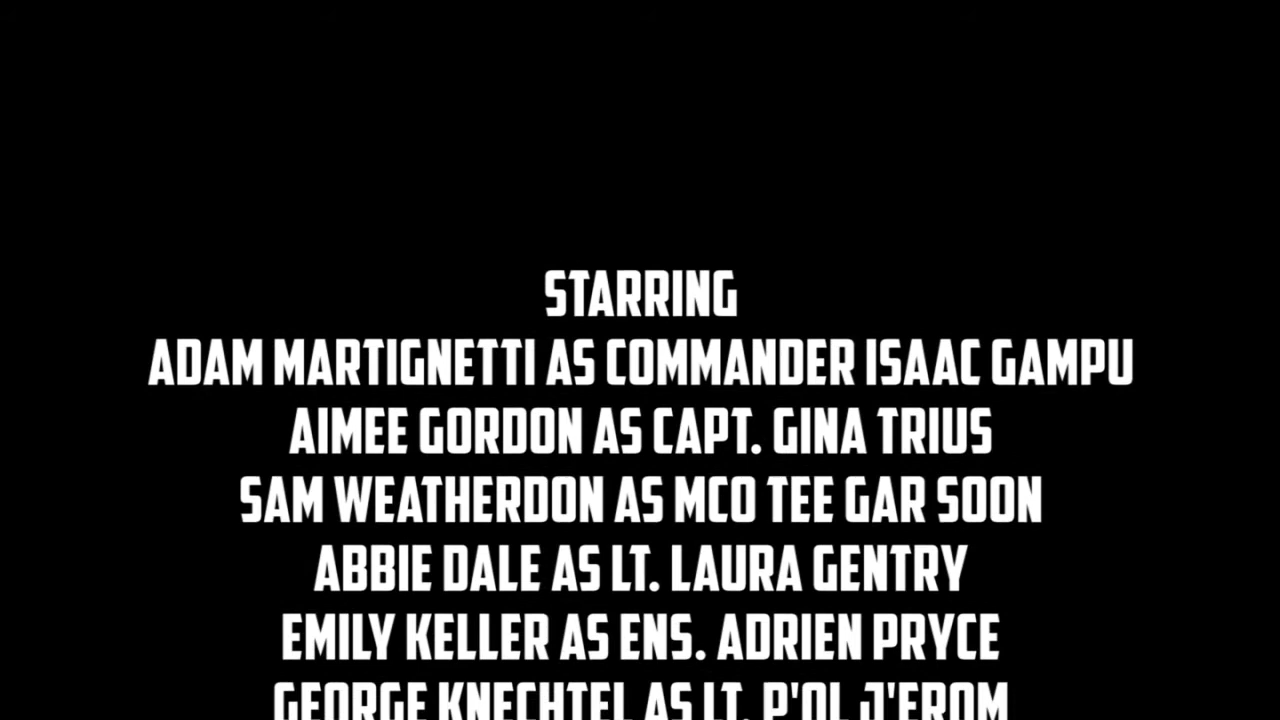 STARRING
ADAM MARTIGNETTI AS COMMANDER ISAAC GAMPU
AIMEE GORDON AS CAPT. GINA TRIUS
SAM WEATHERDON AS MCO TEE GAR SOON
ABBIE DALE AS LT. LAURA GENTRY
EMILY KELLER AS ENS. ADRIEN PRYCE
GEORGE KNECHTEL AS LT. P'OL J'EROM